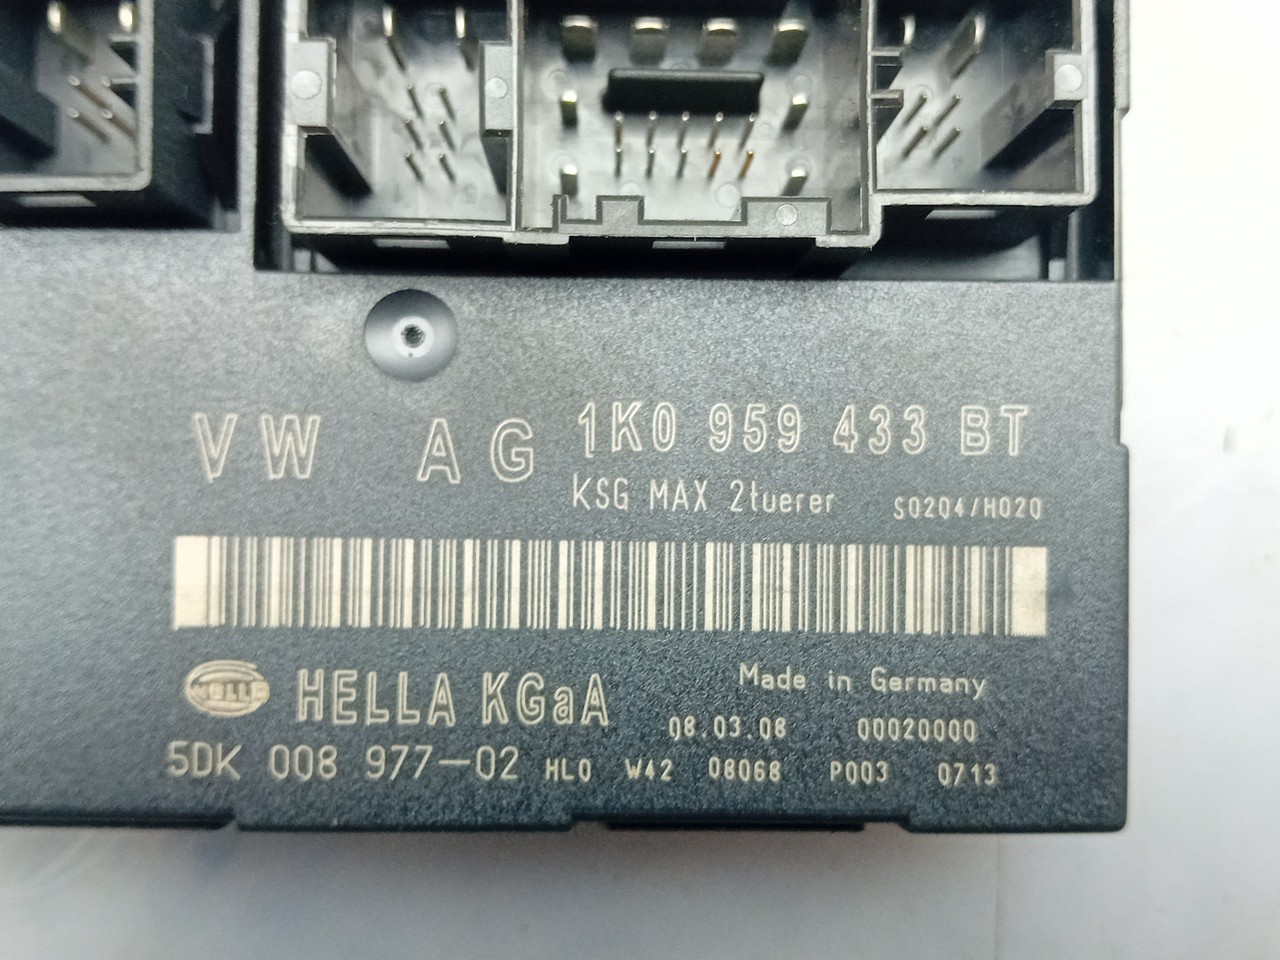 VW AG 1K0 959 433 BT
KSG MAX 2tuerer S0204/H020
HELLA
HELLA KGaA Made in Germany
08.03.08 00020000
5DK 008 977-02 HL0 W42 08068 P003 0713